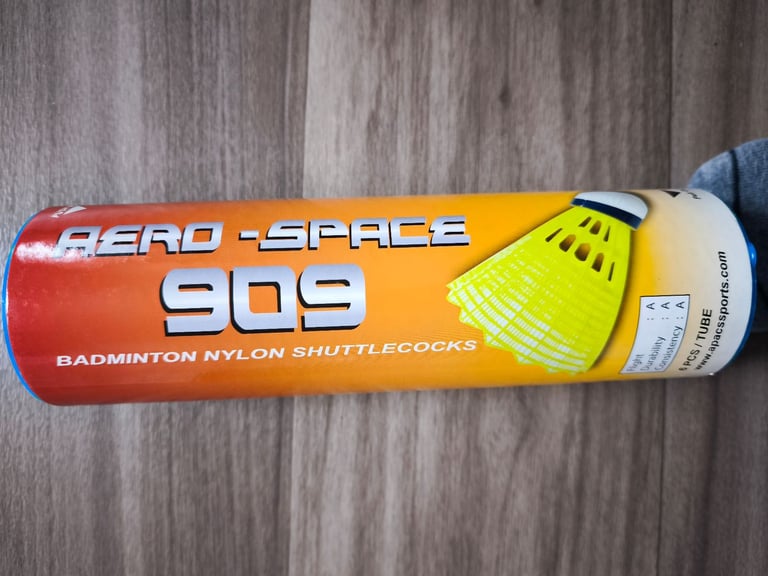 AERO-SPACE
909
BADMINTON NYLON SHUTTLECOCKS
Flight : A
Durability : A
Consistency : A
6 PCS / TUBE
www.apacssports.com